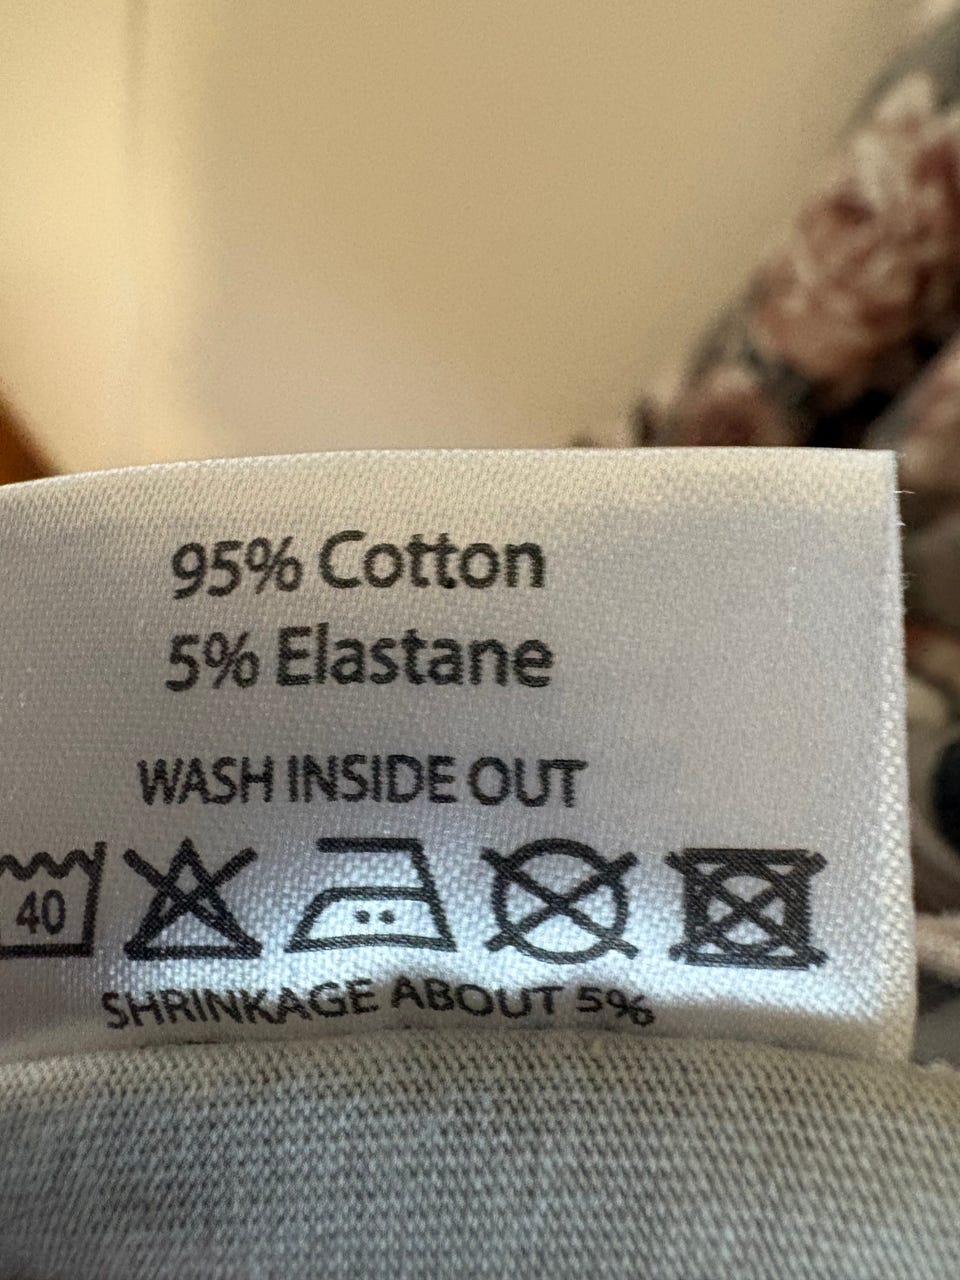 95% Cotton
5% Elastane
WASH INSIDE OUT
40
SHRINKAGE ABOUT 5%